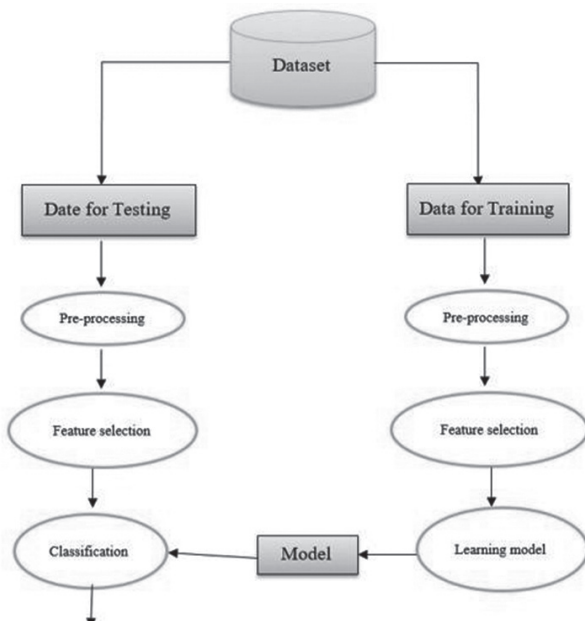 Dataset
Date for Testing
Data for Training
Pre-processing
Pre-processing
Feature selection
Feature selection
Classification
Model
Learning model